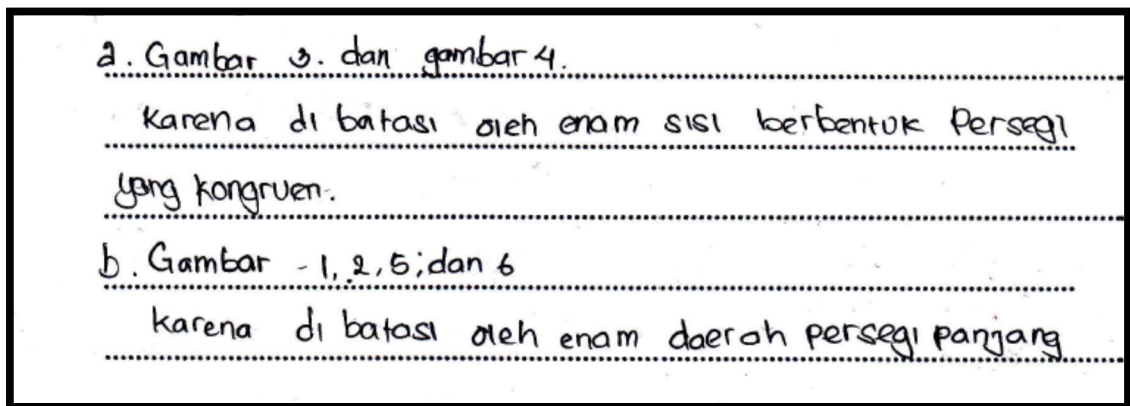 a. Gambar 3. dan gambar 4.
karena di batasi oleh enam sisi berbentuk Persegi
yang kongruen.
b. Gambar - 1, 2, 5; dan 6
karena di batasi oleh enam daerah persegi panjang